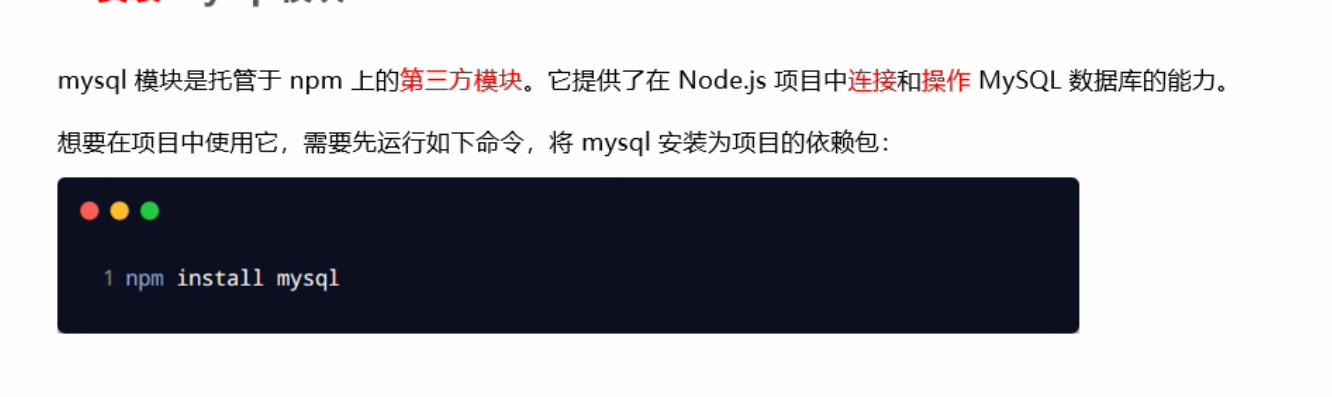 mysql 模块是托管于 npm 上的第三方模块。它提供了在 Node.js 项目中连接和操作 MySQL 数据库的能力。
想要在项目中使用它，需要先运行如下命令，将 mysql 安装为项目的依赖包：
1 npm install mysql